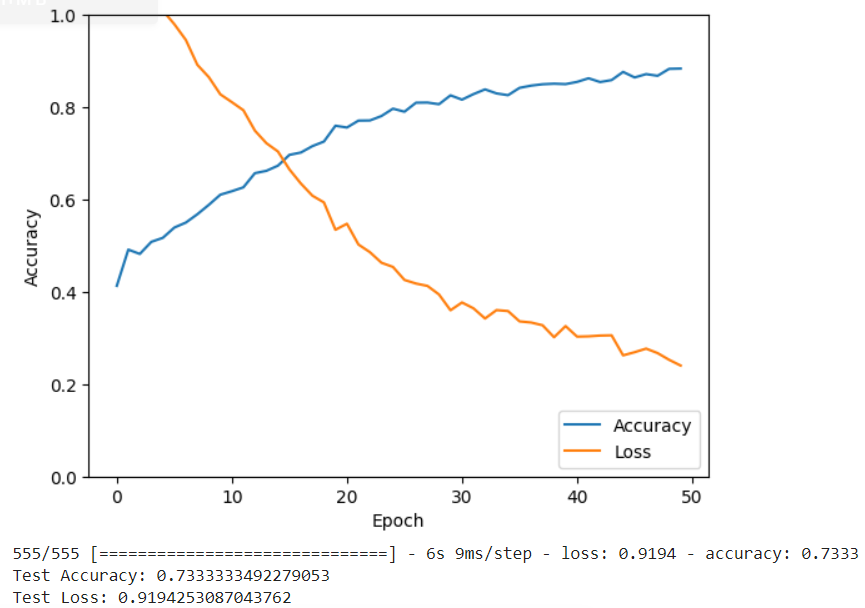 1.0
0.8
0.6
0.4
0.2
0.0
Accuracy
Accuracy
Loss
0 10 20 30 40 50
Epoch
555/555 [==============================] - 6s 9ms/step - loss: 0.9194 - accuracy: 0.7333
Test Accuracy: 0.7333333492279053
Test Loss: 0.9194253087043762